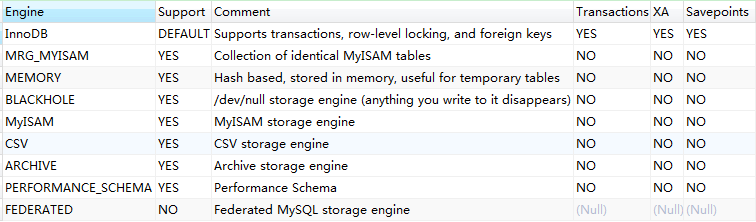 Engine Support Comment Transactions XA Savepoints
InnoDB DEFAULT Supports transactions, row-level locking, and foreign keys YES YES YES
MRG_MYISAM YES Collection of identical MyISAM tables NO NO NO
MEMORY YES Hash based, stored in memory, useful for temporary tables NO NO NO
BLACKHOLE YES /dev/null storage engine (anything you write to it disappears) NO NO NO
MyISAM YES MyISAM storage engine NO NO NO
CSV YES CSV storage engine NO NO NO
ARCHIVE YES Archive storage engine NO NO NO
PERFORMANCE_SCHEMA YES Performance Schema NO NO NO
FEDERATED NO Federated MySQL storage engine (Null) (Null) (Null)